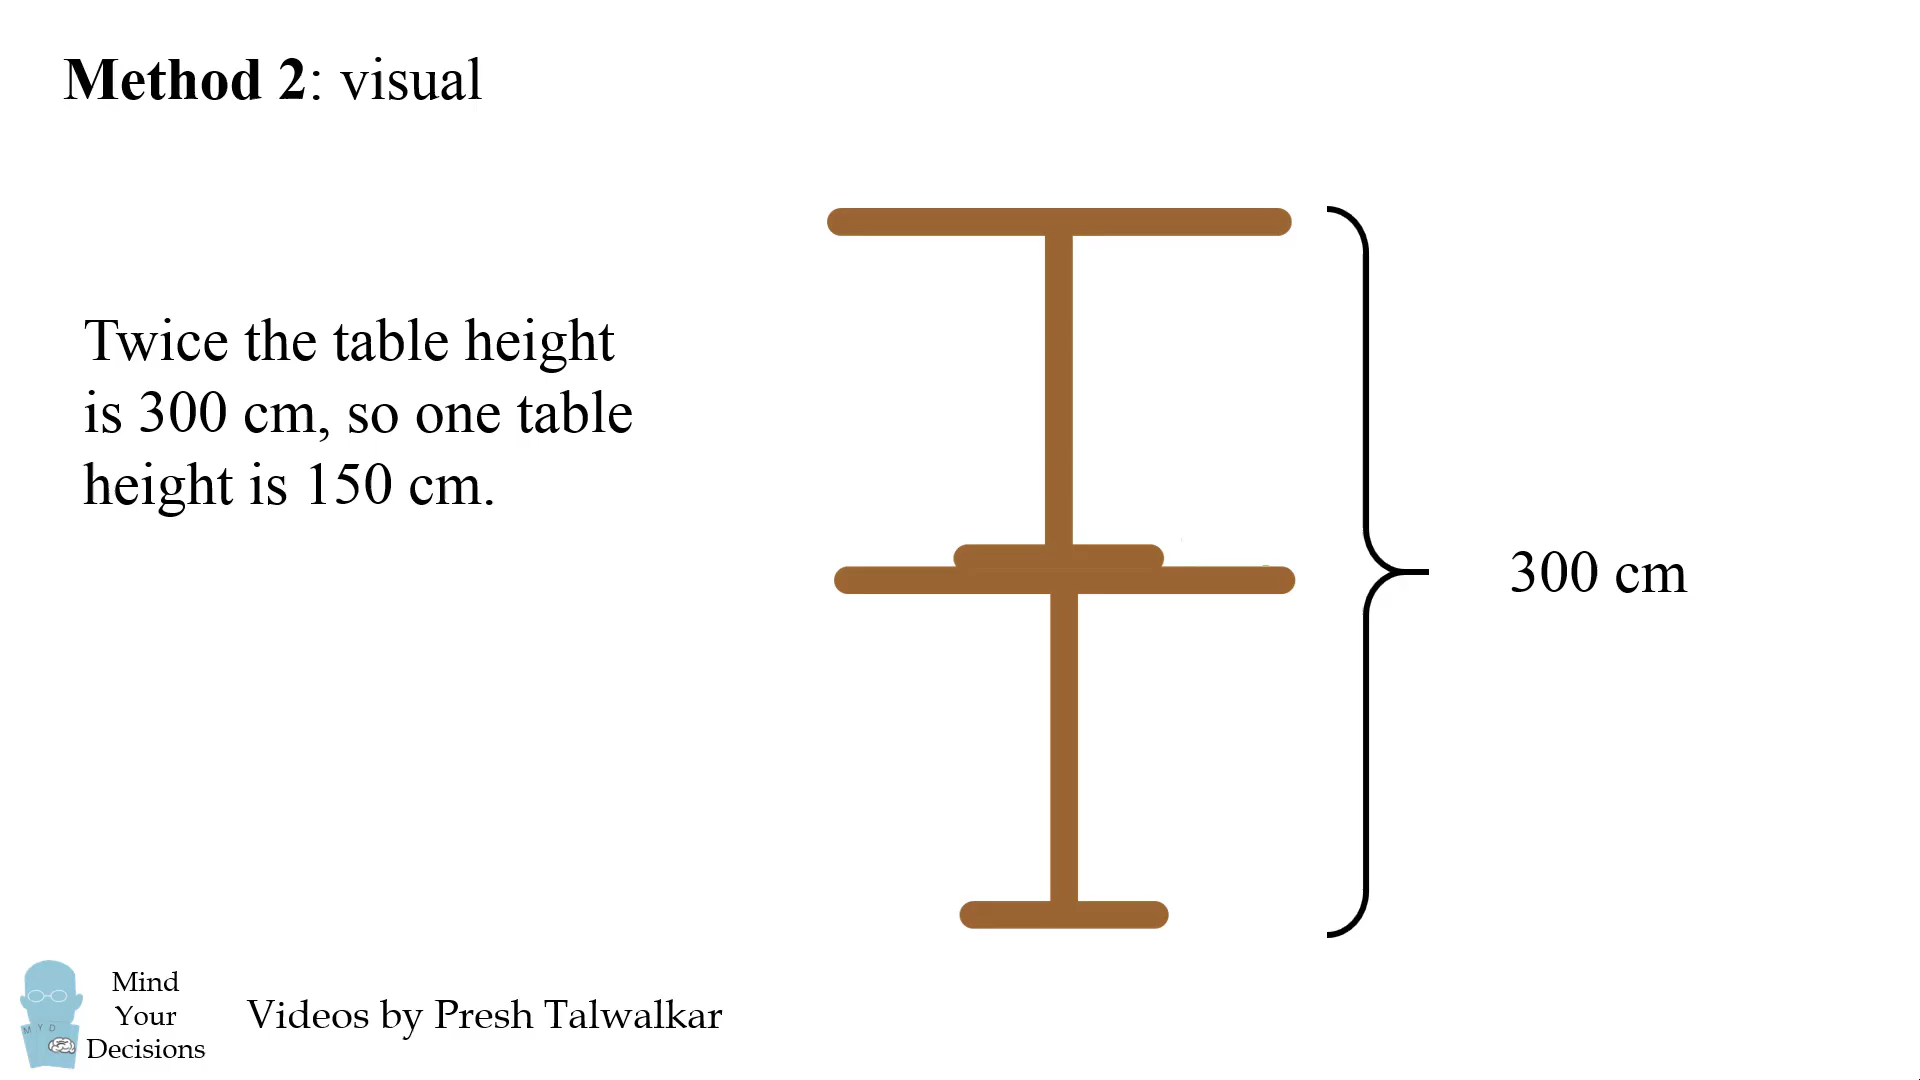 Method 2: visual
Twice the table height
is 300 cm, so one table
height is 150 cm.
300 cm
M Y D
Mind
Your
Decisions
Videos by Presh Talwalkar